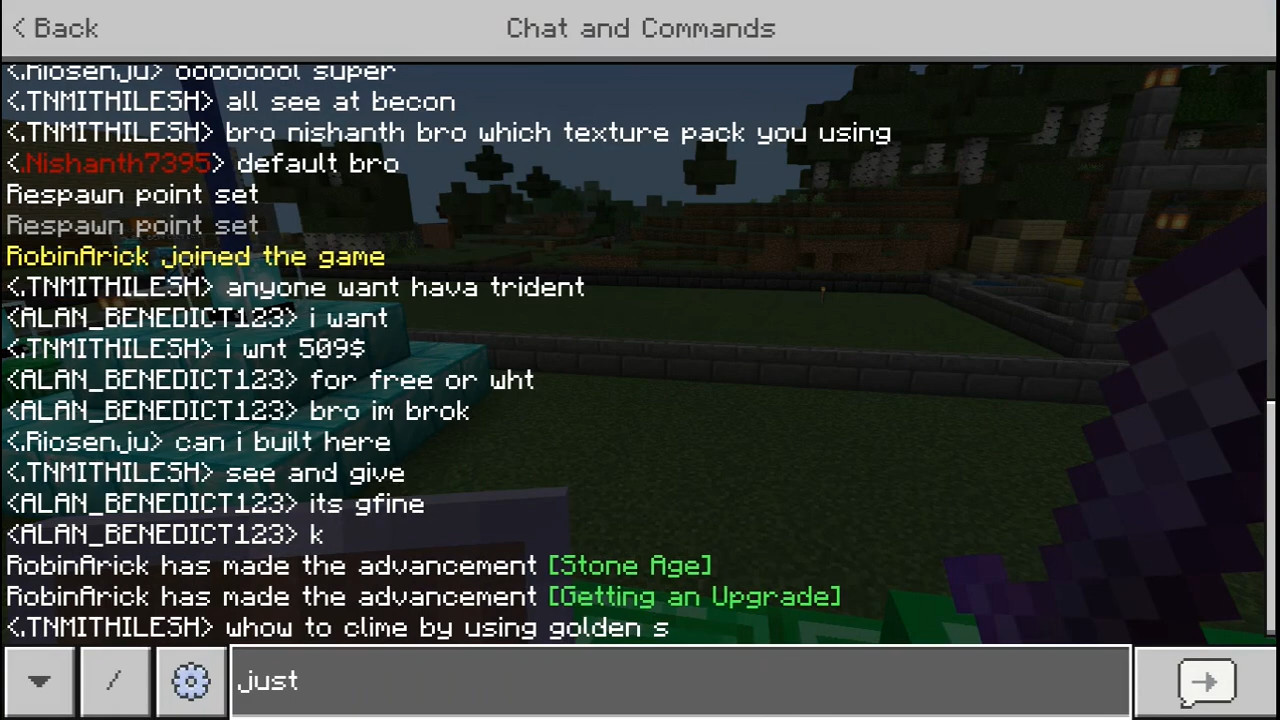 < Back
Chat and Commands
<.Riosenju> oooooool super
<.TNMITHILESH> all see at becon
<.TNMITHILESH> bro nishanth bro which texture pack you using
<.Nishanth7395> default bro
Respawn point set
Respawn point set
RobinArick joined the game
<.TNMITHILESH> anyone want hava trident
<ALAN_BENEDICT123> i want
<.TNMITHILESH> i wnt 509$
<ALAN_BENEDICT123> for free or wht
<ALAN_BENEDICT123> bro im brok
<.Riosenju> can i built here
<.TNMITHILESH> see and give
<ALAN_BENEDICT123> its gfine
<ALAN_BENEDICT123> k
RobinArick has made the advancement [Stone Age]
RobinArick has made the advancement [Getting an Upgrade]
<.TNMITHILESH> whow to clime by using golden s
/
just